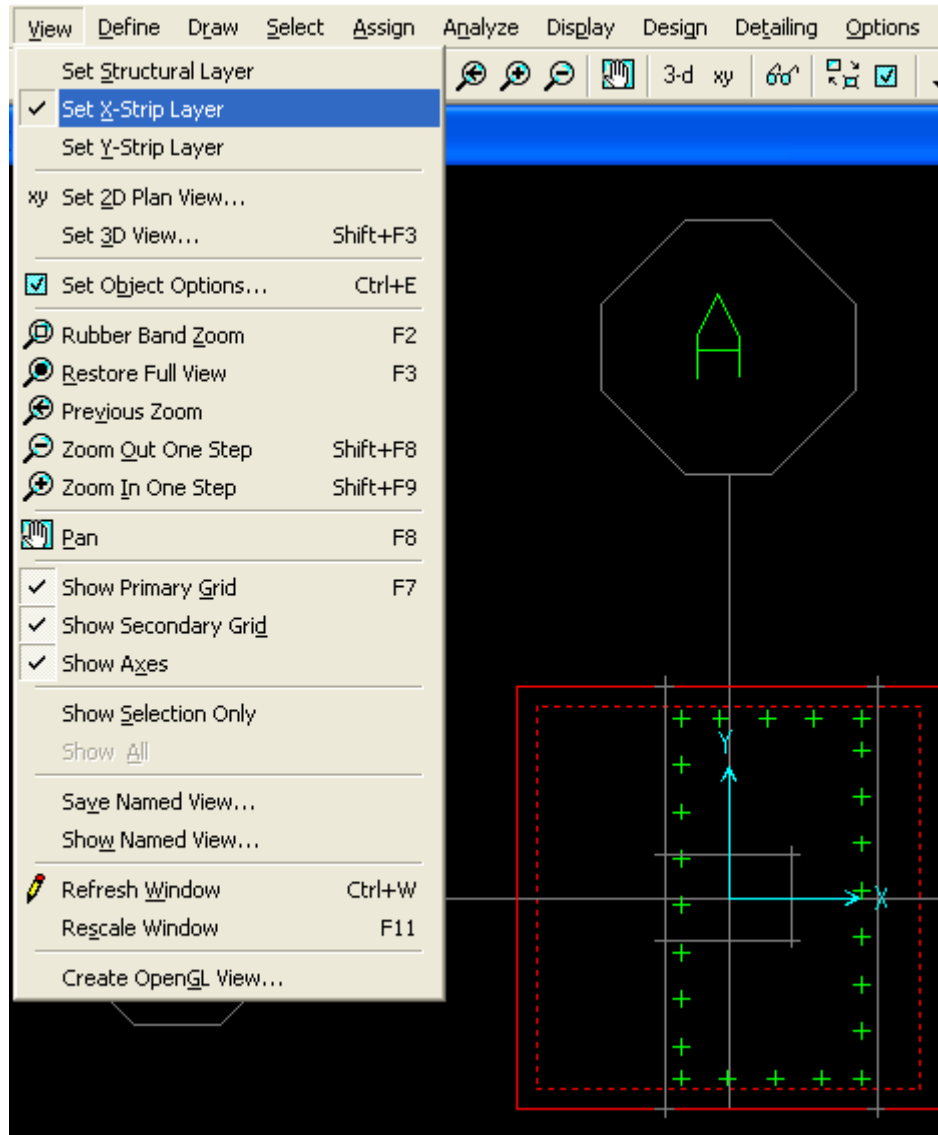 View Define Draw Select Assign Analyze Display Design Detailing Options
3-d xy
Set Structural Layer
Set X-Strip Layer
Set Y-Strip Layer
xy Set 2D Plan View...
Set 3D View... Shift+F3
Set Object Options... Ctrl+E
Rubber Band Zoom F2
Restore Full View F3
Previous Zoom
Zoom Out One Step Shift+F8
Zoom In One Step Shift+F9
Pan F8
Show Primary Grid F7
Show Secondary Grid
Show Axes
Show Selection Only
Show All
Save Named View...
Show Named View...
Refresh Window Ctrl+W
Rescale Window F11
Create OpenGL View...
A
Y
X